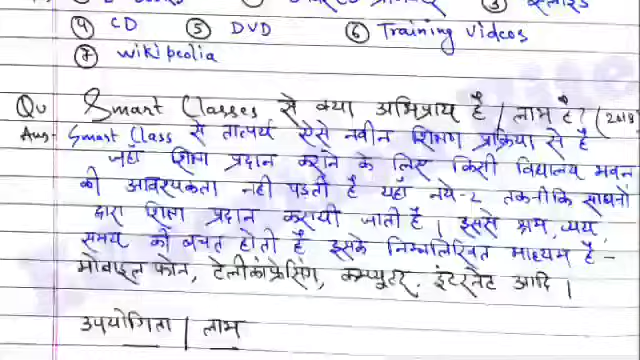 ④ CD ⑤ DVD ⑥ Training Videos
⑦ Wikipedia
Qu Smart Classes से क्या अभिप्राय है / लाभ है? (2019
Ans- Smart Class से तात्पर्य ऐसे नवीन शिक्षण प्रक्रिया से है
जहाँ शिक्षा प्रदान कराने के लिए किसी विद्यालय भवन
की आवश्यकता नही पड़ती है यहाँ नये-2 तकनीकि साधनों
द्वारा शिक्षा प्रदान करायी जाती है। इससे श्रम, व्यय,
समय की बचत होती है इसके निम्नलिखित माध्यम है -
मोबाइल फोन, टेलीकांफ्रेसिंग, कम्प्यूटर, इंटरनेट आदि।
उपयोगिता | लाभ